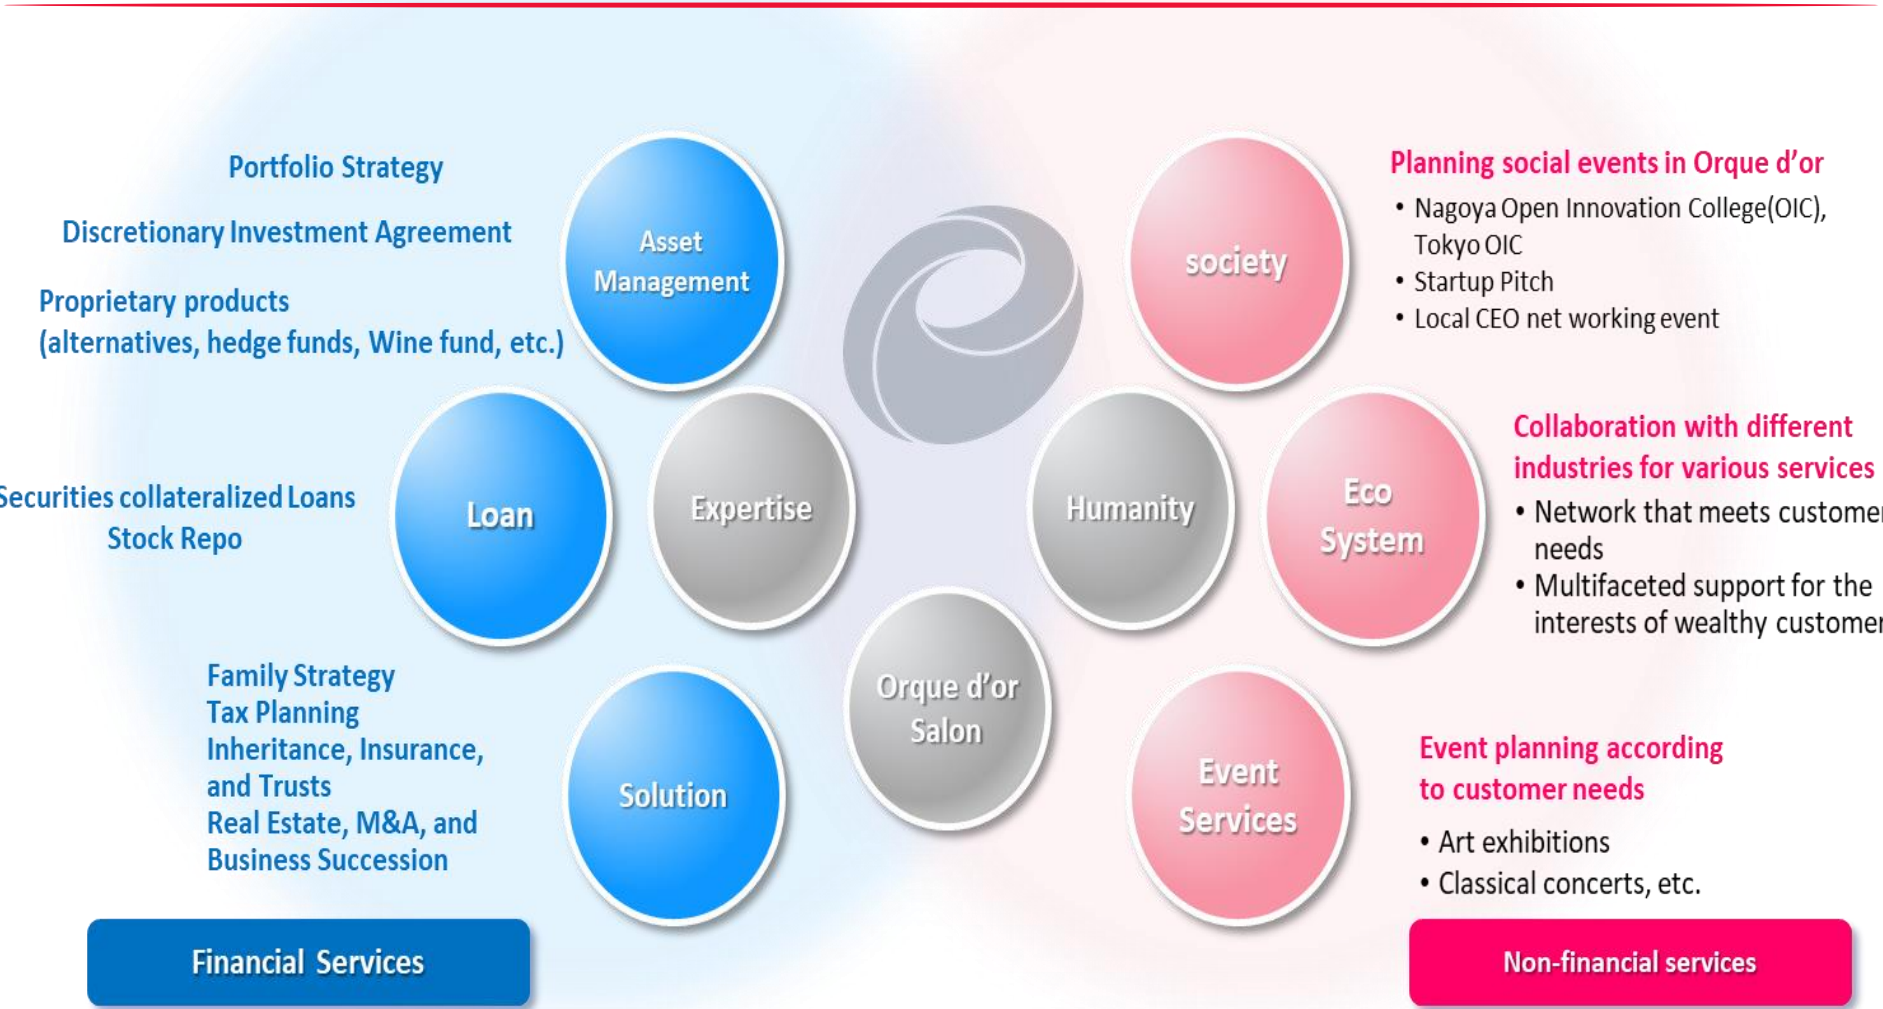 Portfolio Strategy
Discretionary Investment Agreement
Proprietary products
(alternatives, hedge funds, Wine fund, etc.)
Asset
Management
Securities collateralized Loans
Stock Repo
Loan
Expertise
Family Strategy
Tax Planning
Inheritance, Insurance,
and Trusts
Real Estate, M&A, and
Business Succession
Solution
Orque d’or
Salon
Financial Services
society
Planning social events in Orque d’or
• Nagoya Open Innovation College(OIC),
Tokyo OIC
• Startup Pitch
• Local CEO net working event
Humanity
Eco
System
Collaboration with different
industries for various services
• Network that meets customer
needs
• Multifaceted support for the
interests of wealthy customer
Event
Services
Event planning according
to customer needs
• Art exhibitions
• Classical concerts, etc.
Non-financial services